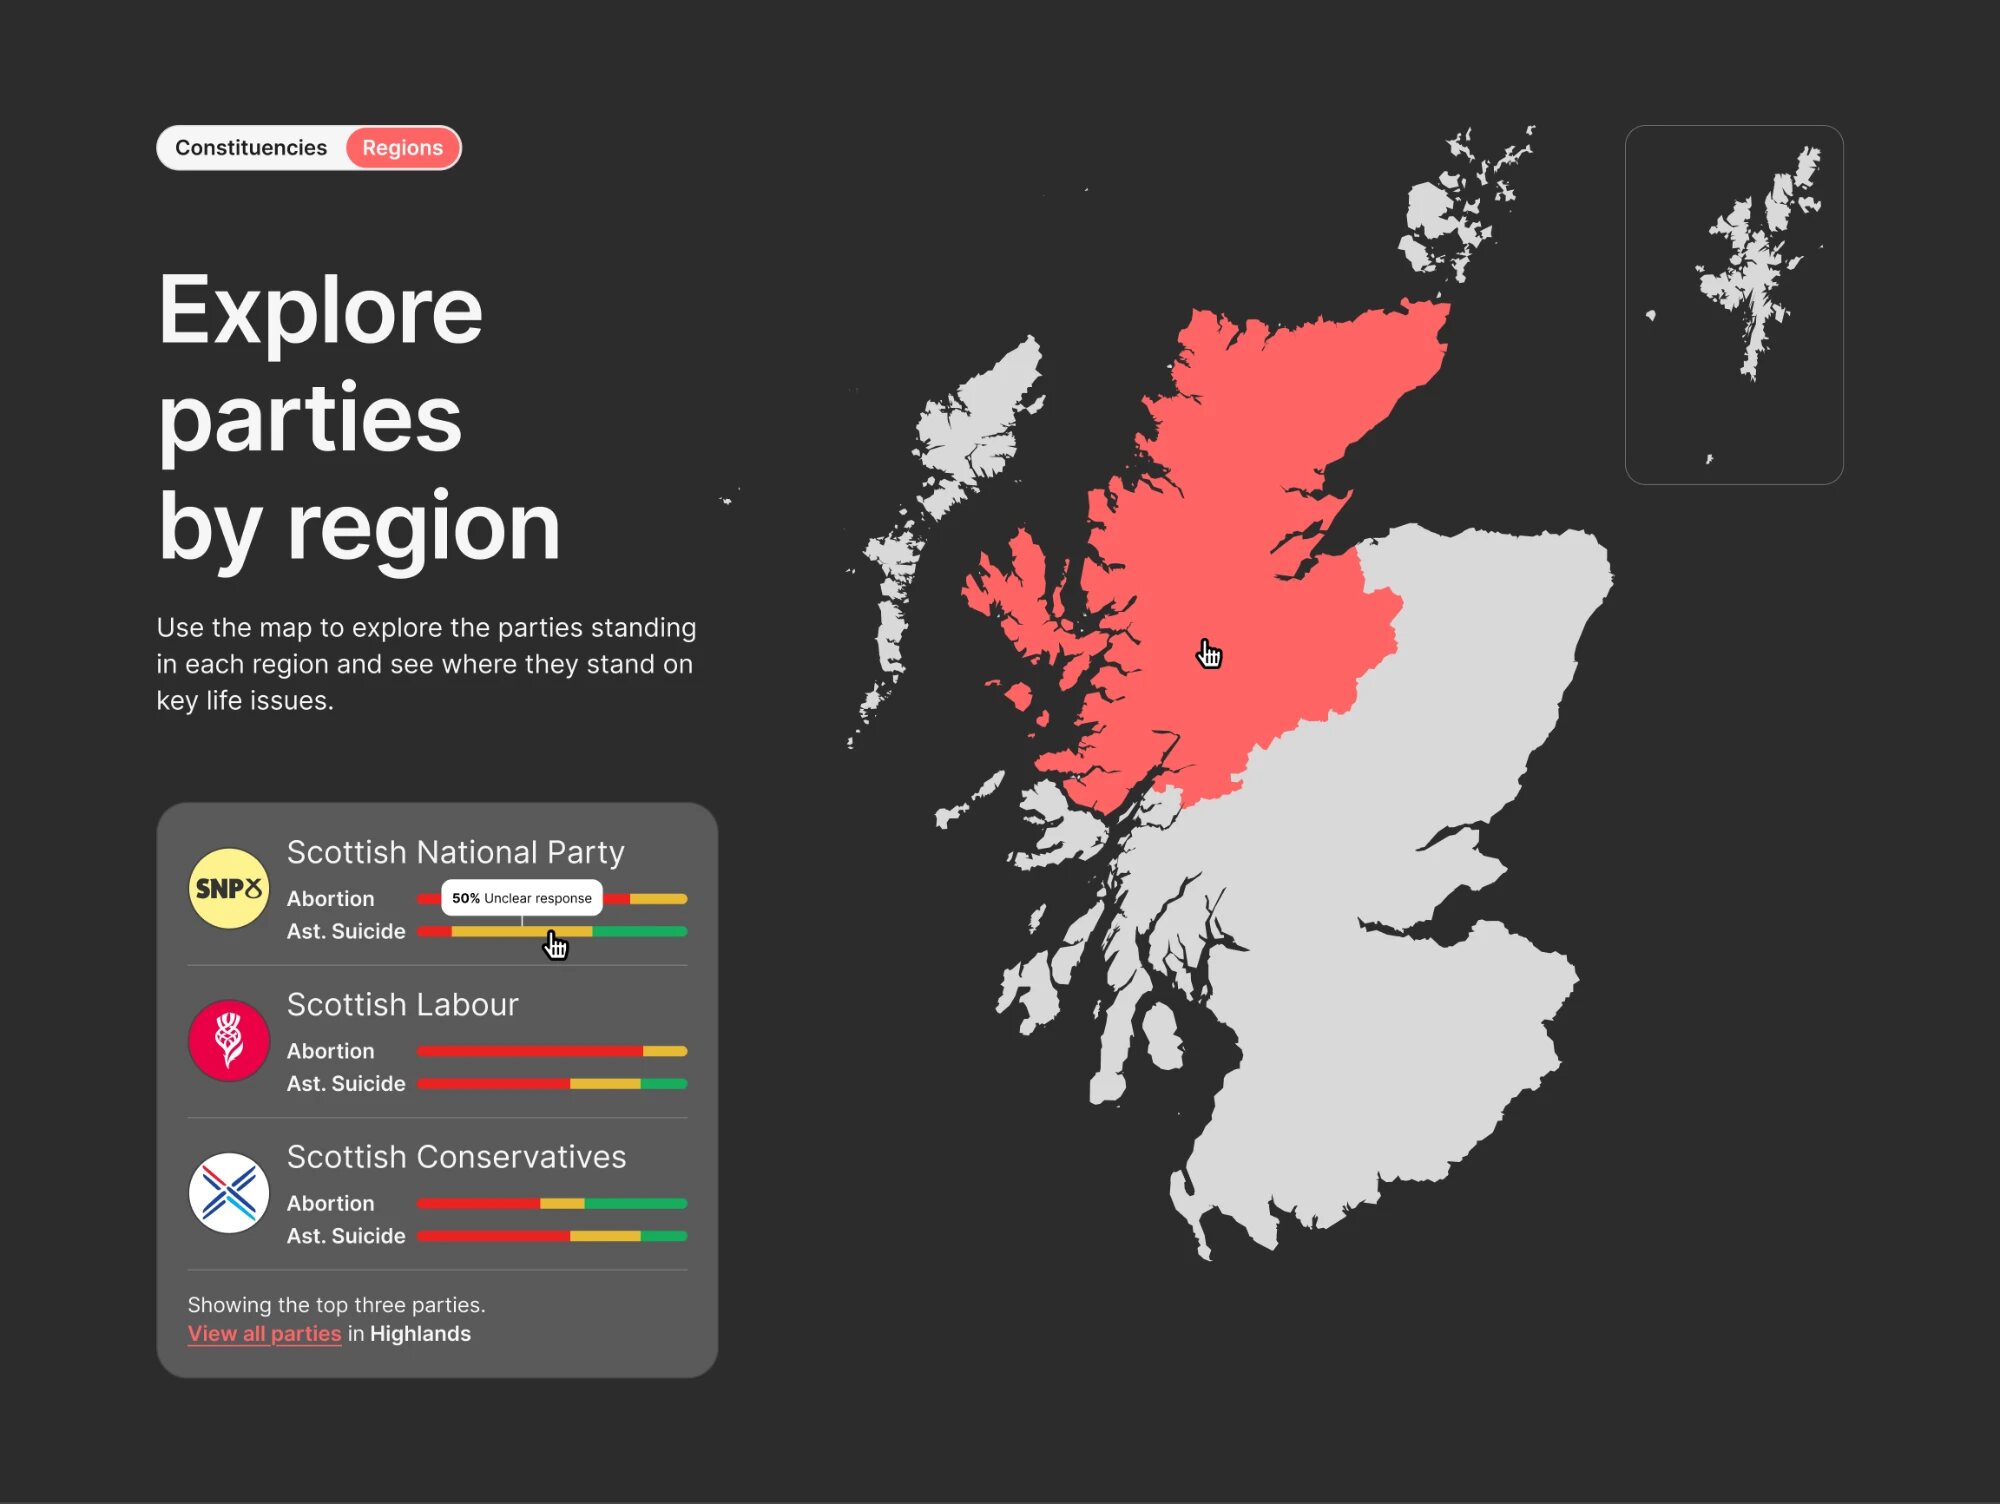 Constituencies Regions
Explore
parties
by region
Use the map to explore the parties standing
in each region and see where they stand on
key life issues.
SNP
Scottish National Party
Abortion
50% Unclear response
Ast. Suicide
Scottish Labour
Abortion
Ast. Suicide
Scottish Conservatives
Abortion
Ast. Suicide
Showing the top three parties.
View all parties in Highlands